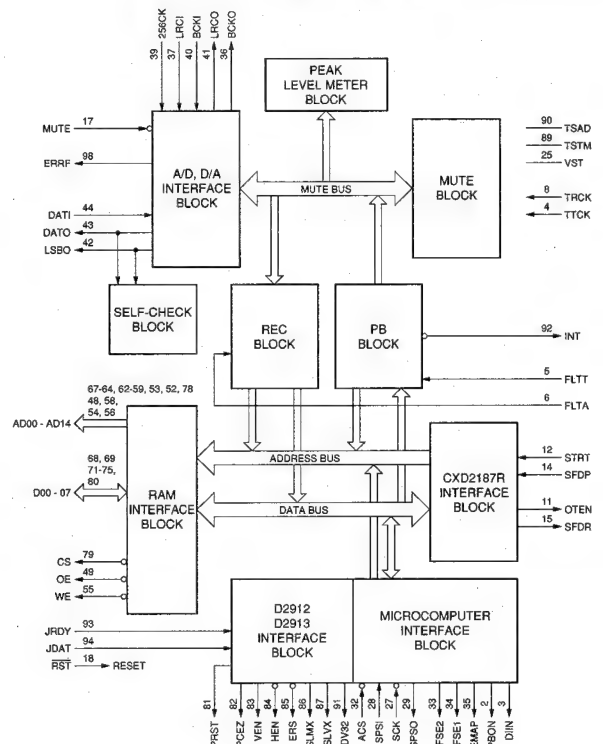 39 256CK
37 LRCI
40 BCKI
41 LRCO
36 BCKO
PEAK
LEVEL METER
BLOCK
MUTE 17
ERRF 98
DATI 44
DATO 43
LSBO 42
A/D, D/A
INTERFACE
BLOCK
MUTE BUS
MUTE
BLOCK
90 TSAD
89 TSTM
25 VST
8 TRCK
4 TTCK
SELF-CHECK
BLOCK
REC
BLOCK
PB
BLOCK
92 INT
5 FLTT
6 FLTA
67-64, 62-59, 53, 52, 78
48, 58,
54, 56
AD00 - AD14
68, 69
71-75,
80
D00 - 07
RAM
INTERFACE
BLOCK
ADDRESS BUS
DATA BUS
CXD2187R
INTERFACE
BLOCK
12 STRT
14 SFDP
11 OTEN
15 SFDR
CS 79
OE 49
WE 55
D2912
D2913
INTERFACE
BLOCK
MICROCOMPUTER
INTERFACE
BLOCK
JRDY 93
JDAT 94
RST 18 RESET
81 PRST
82 PCEZ
83 VEN
84 HEN
85 ERS
86 SLMX
87 SLVX
91 DV32
32 ACS
28 SPSI
27 SCK
29 SPSO
33 FSE2
34 FSE1
35 EMAP
2 PBON
3 DIIN